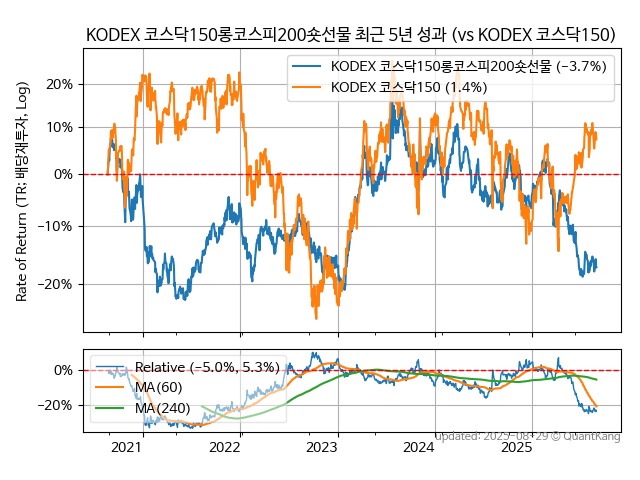 KODEX 코스닥150롱코스피200숏선물 최근 5년 성과 (vs KODEX 코스닥150)
Rate of Return (TR: 배당재투자, Log)
20%
10%
0%
−10%
−20%
KODEX 코스닥150롱코스피200숏선물 (−3.7%)
KODEX 코스닥150 (1.4%)
0%
−20%
Relative (−5.0%, 5.3%)
MA(60)
MA(240)
2021 2022 2023 2024 2025
updated: 2025-08-29 © QuantKang